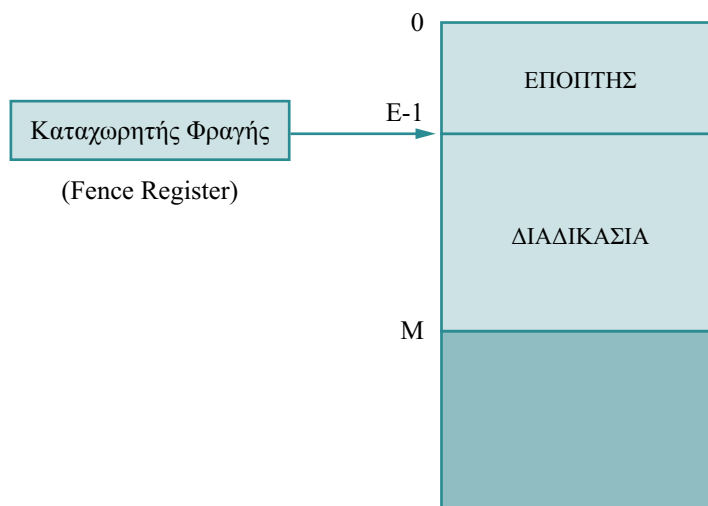 0
ΕΠΟΠΤΗΣ
E-1
Καταχωρητής Φραγής
(Fence Register)
ΔΙΑΔΙΚΑΣΙΑ
M